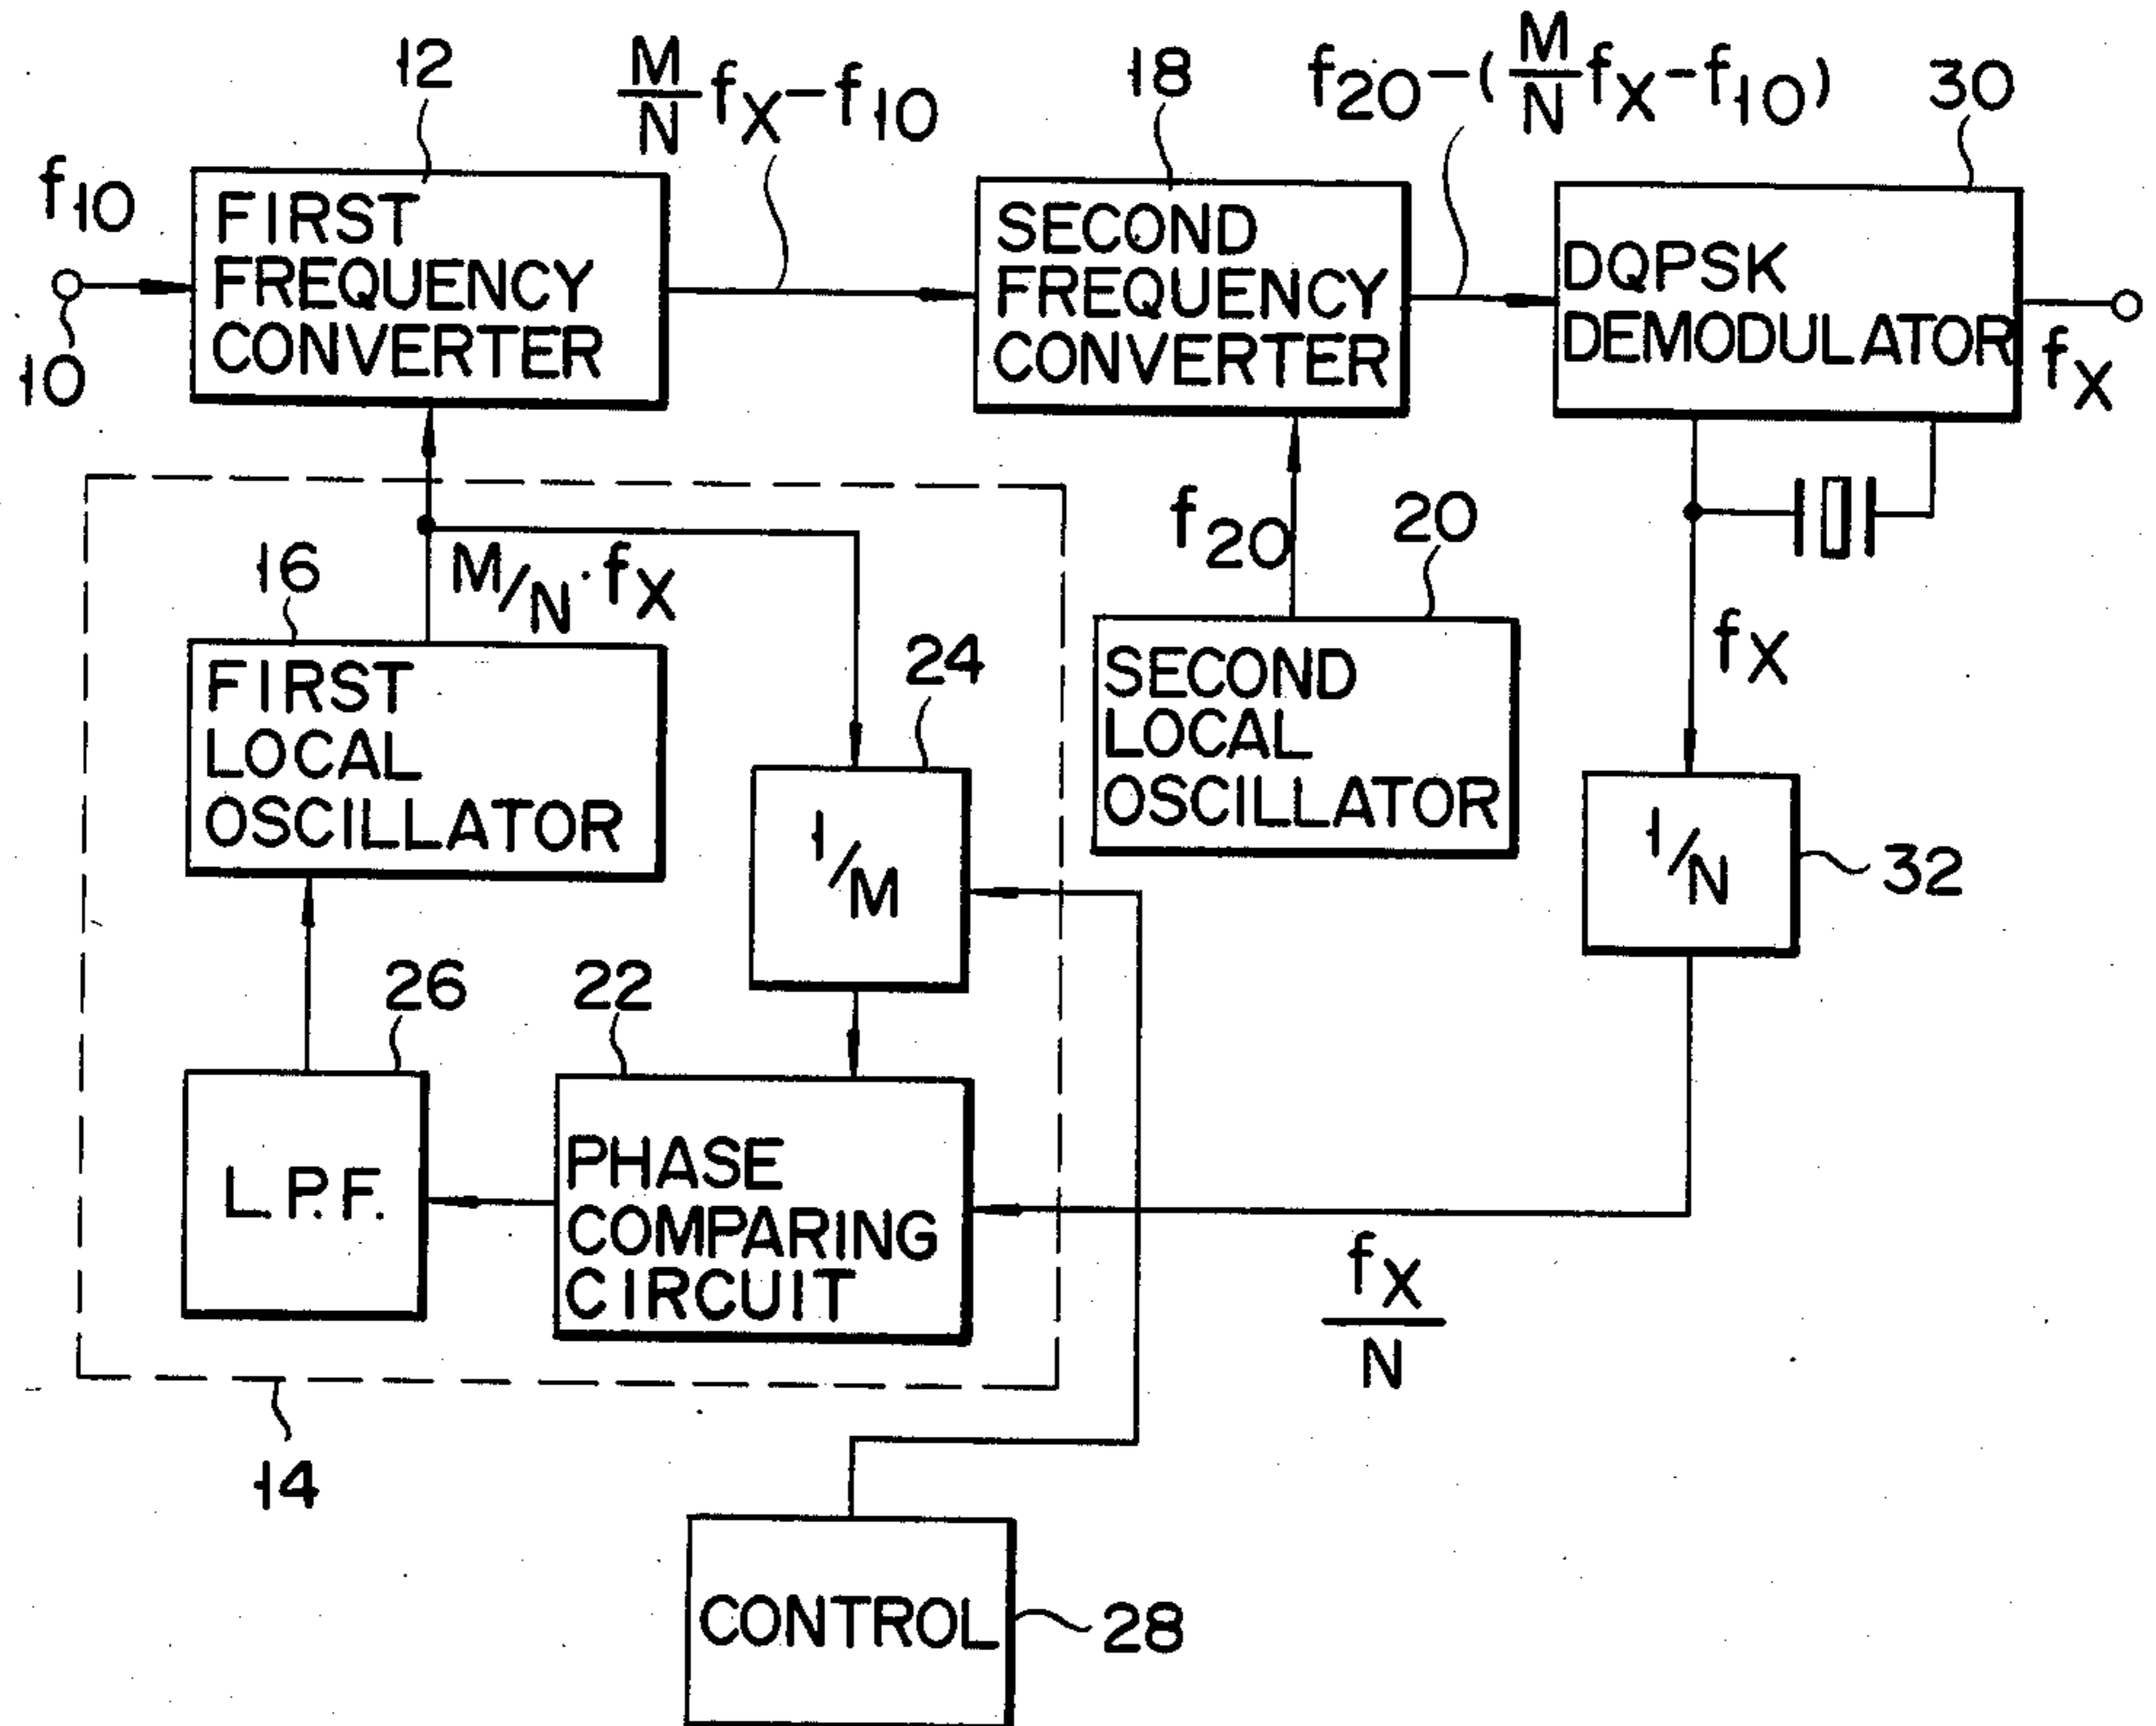 12
M/N fX-f10
18
f20-(M/N fX-f10)
30
f10
FIRST
FREQUENCY
CONVERTER
SECOND
FREQUENCY
CONVERTER
DQPSK
DEMODULATOR
10
fX
16
M/N·fX
f20
20
fX
FIRST
LOCAL
OSCILLATOR
24
SECOND
LOCAL
OSCILLATOR
1/M
1/N
32
26
22
L.P.F.
PHASE
COMPARING
CIRCUIT
fX
N
14
CONTROL
28